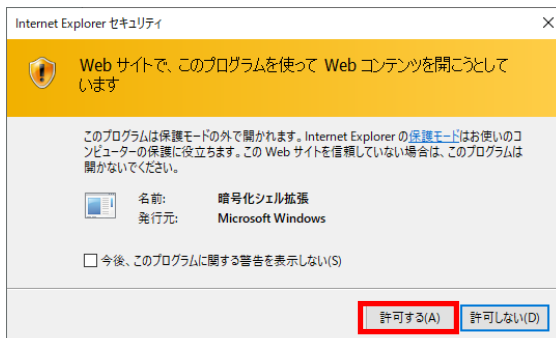 Internet Explorer セキュリティ
Web サイトで、このプログラムを使って Web コンテンツを開こうとして
います
このプログラムは保護モードの外で開かれます。Internet Explorer の保護モードはお使いのコ
ンピューターの保護に役立ちます。この Web サイトを信頼していない場合は、このプログラムは
開かないでください。
名前: 暗号化シェル拡張
発行元: Microsoft Windows
今後、このプログラムに関する警告を表示しない(S)
許可する(A) 許可しない(D)